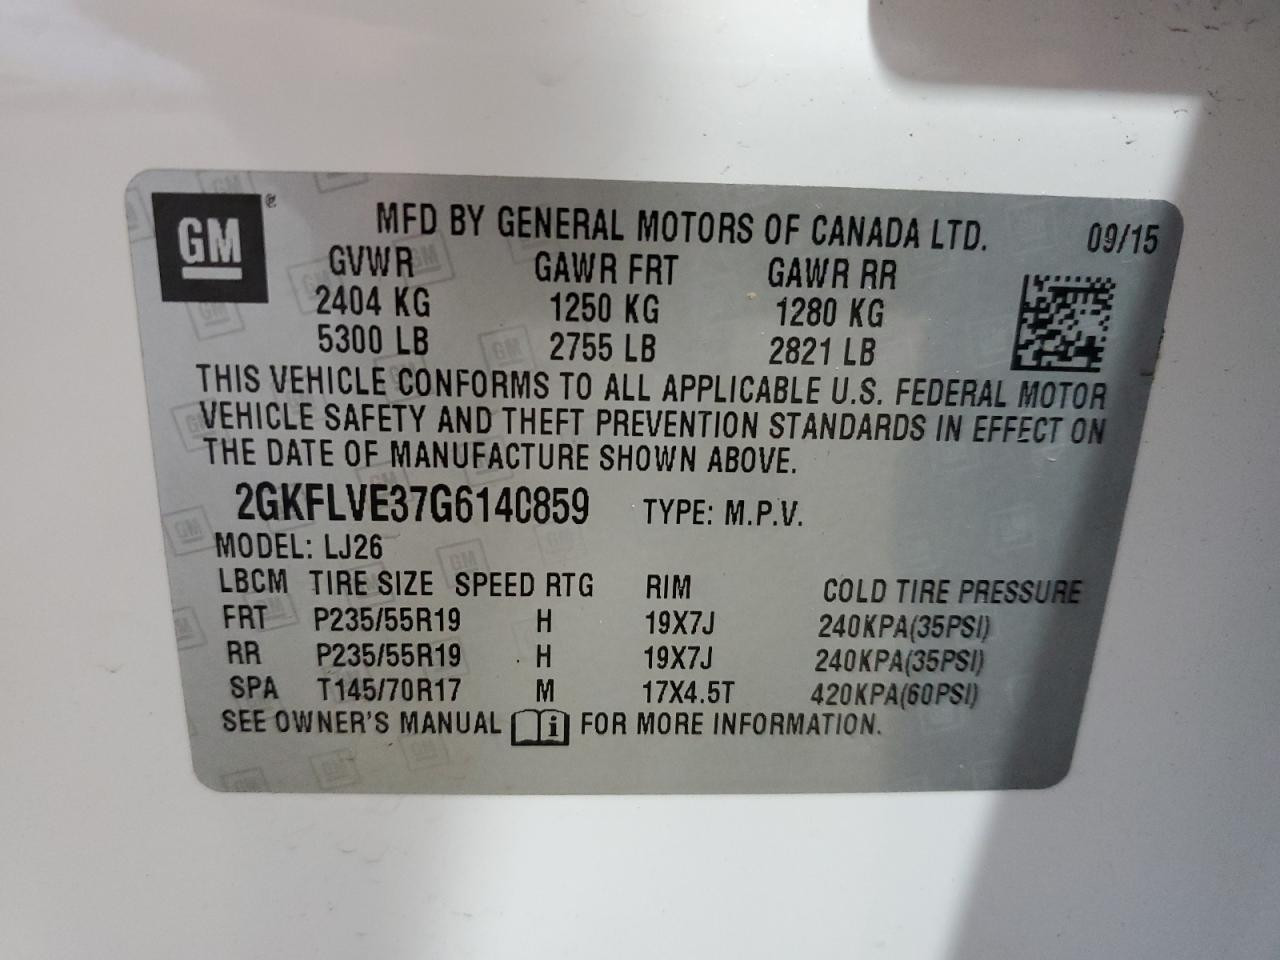 GM ® MFD BY GENERAL MOTORS OF CANADA LTD. 09/15
GVWR GAWR FRT GAWR RR
2404 KG 1250 KG 1280 KG
5300 LB 2755 LB 2821 LB
THIS VEHICLE CONFORMS TO ALL APPLICABLE U.S. FEDERAL MOTOR
VEHICLE SAFETY AND THEFT PREVENTION STANDARDS IN EFFECT ON
THE DATE OF MANUFACTURE SHOWN ABOVE.
2GKFLVE37G6140859 TYPE: M.P.V.
MODEL: LJ26
LBCM TIRE SIZE SPEED RTG RIM COLD TIRE PRESSURE
FRT P235/55R19 H 19X7J 240KPA(35PSI)
RR P235/55R19 H 19X7J 240KPA(35PSI)
SPA T145/70R17 M 17X4.5T 420KPA(60PSI)
SEE OWNER'S MANUAL i FOR MORE INFORMATION.